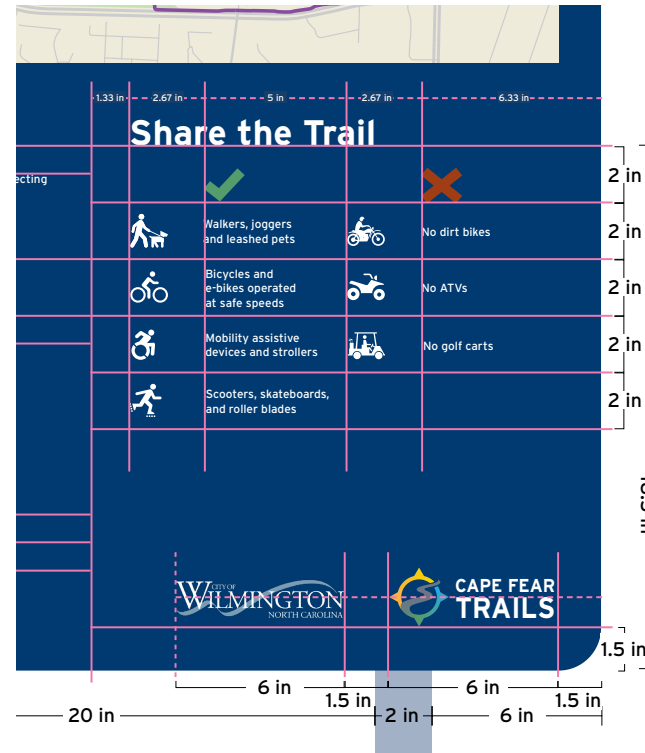 1.33 in 2.67 in 5 in 2.67 in 6.33 in
Share the Trail
ecting
2 in
Walkers, joggers
and leashed pets
No dirt bikes
2 in
Bicycles and
e-bikes operated
at safe speeds
No ATVs
2 in
Mobility assistive
devices and strollers
No golf carts
2 in
Scooters, skateboards,
and roller blades
2 in
CITY OF
WILMINGTON
NORTH CAROLINA
CAPE FEAR
TRAILS
1.5 in
6 in 1.5 in 6 in 1.5 in
20 in 2 in 6 in